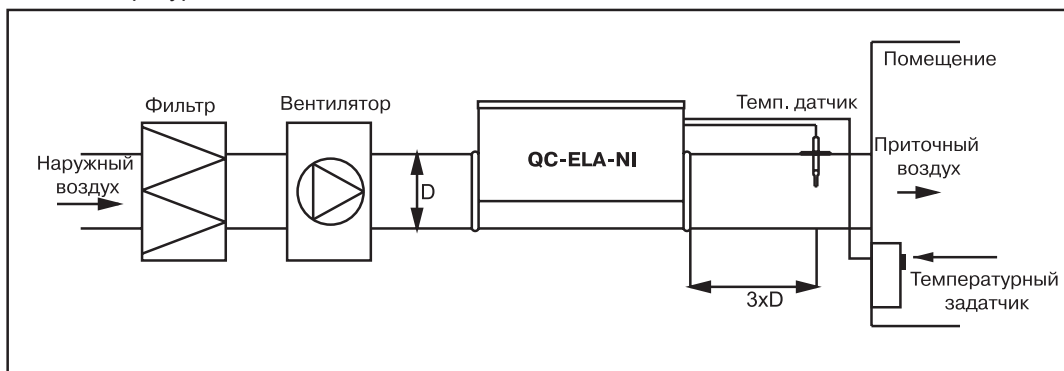 Помещение
Фильтр
Вентилятор
Темп. датчик
Наружный
воздух
D
QC-ELA-NI
Приточный
воздух
3xD
Температурный
задатчик